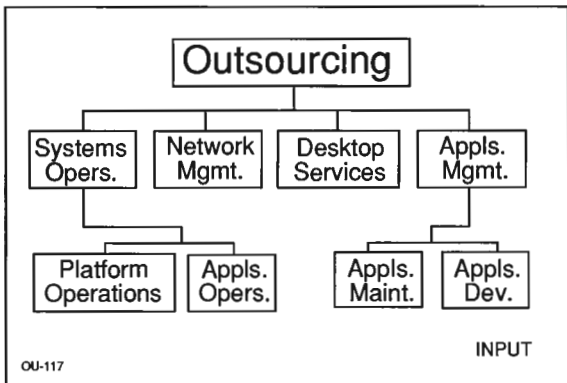 Outsourcing
Systems
Opers.
Network
Mgmt.
Desktop
Services
Appls.
Mgmt.
Platform
Operations
Appls.
Opers.
Appls.
Maint.
Appls.
Dev.
INPUT
OU-117